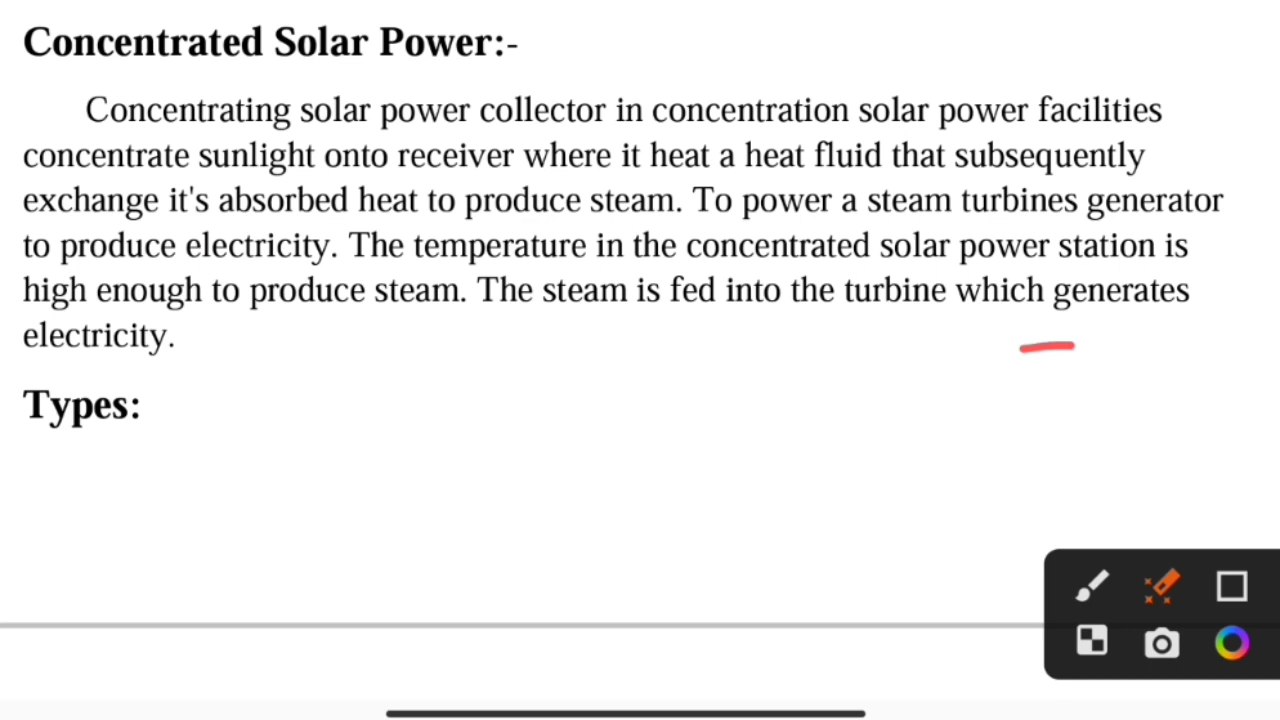 Concentrated Solar Power:-
Concentrating solar power collector in concentration solar power facilities
concentrate sunlight onto receiver where it heat a heat fluid that subsequently
exchange it's absorbed heat to produce steam. To power a steam turbines generator
to produce electricity. The temperature in the concentrated solar power station is
high enough to produce steam. The steam is fed into the turbine which generates
electricity.
Types: